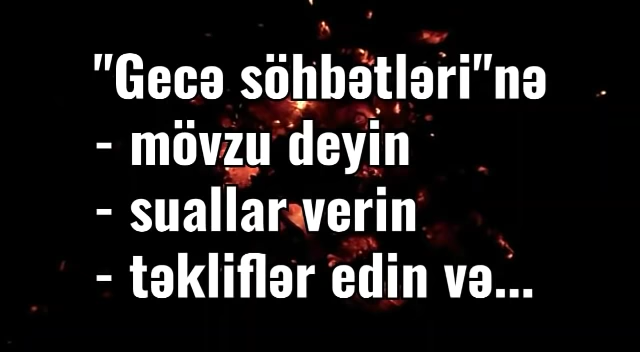 "Gecə söhbətləri"nə
- mövzu deyin
- suallar verin
- təkliflər edin və...